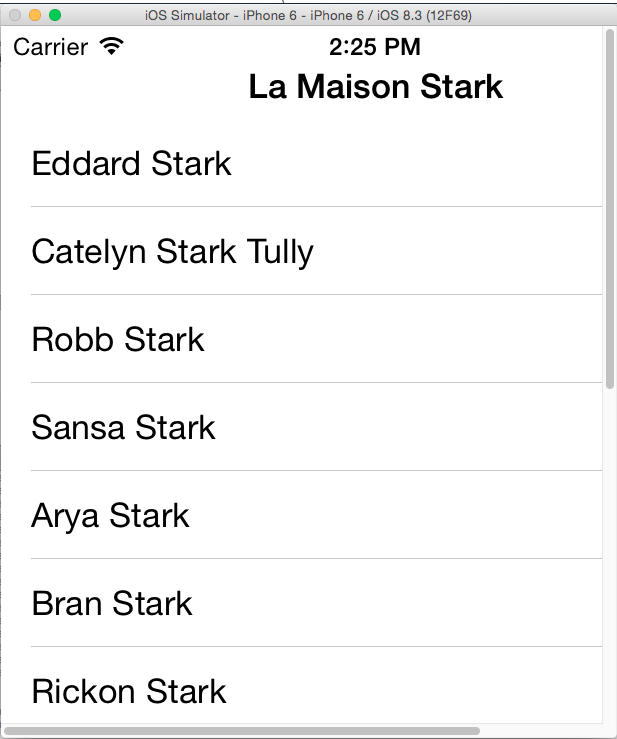 iOS Simulator - iPhone 6 - iPhone 6 / iOS 8.3 (12F69)
Carrier 2:25 PM
La Maison Stark
Eddard Stark
Catelyn Stark Tully
Robb Stark
Sansa Stark
Arya Stark
Bran Stark
Rickon Stark